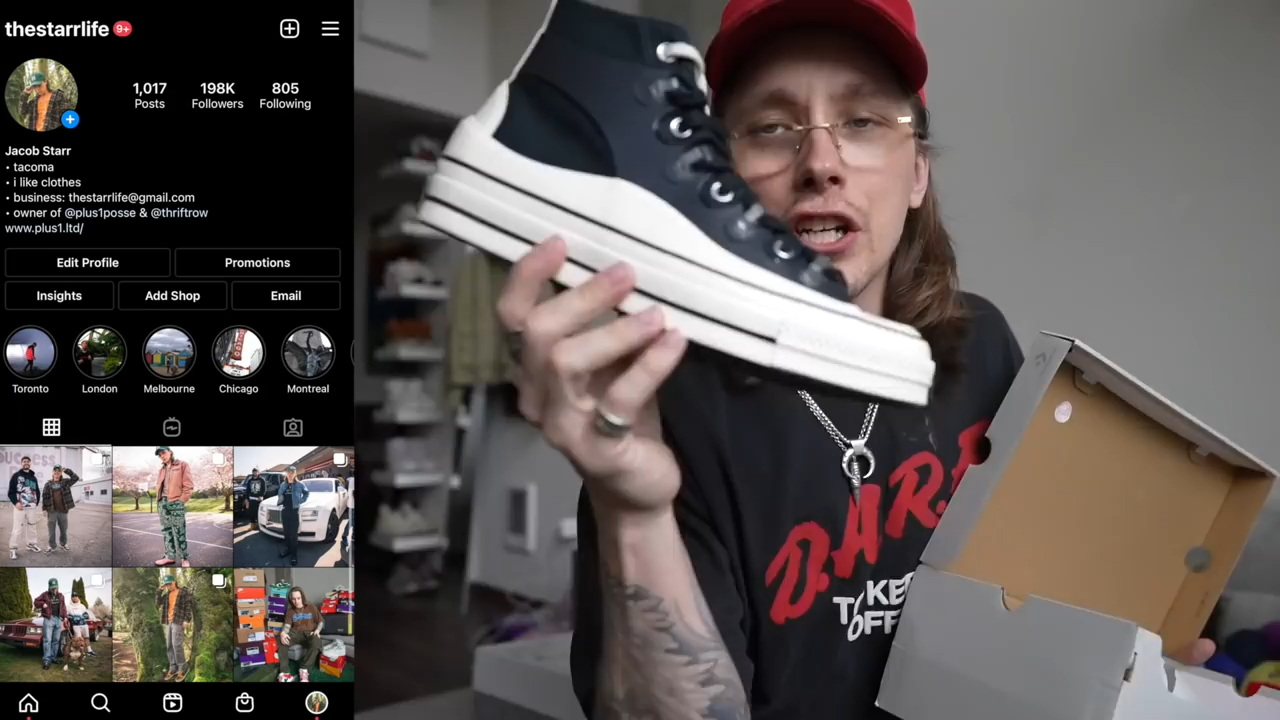 thestarrlife 9+
1,017 198K 805
Posts Followers Following
Jacob Starr
• tacoma
• i like clothes
• business: thestarrlife@gmail.com
• owner of @plus1posse & @thriftrow
www.plus1.ltd/
Edit Profile Promotions
Insights Add Shop Email
Toronto London Melbourne Chicago Montreal
Success
D.A.R.